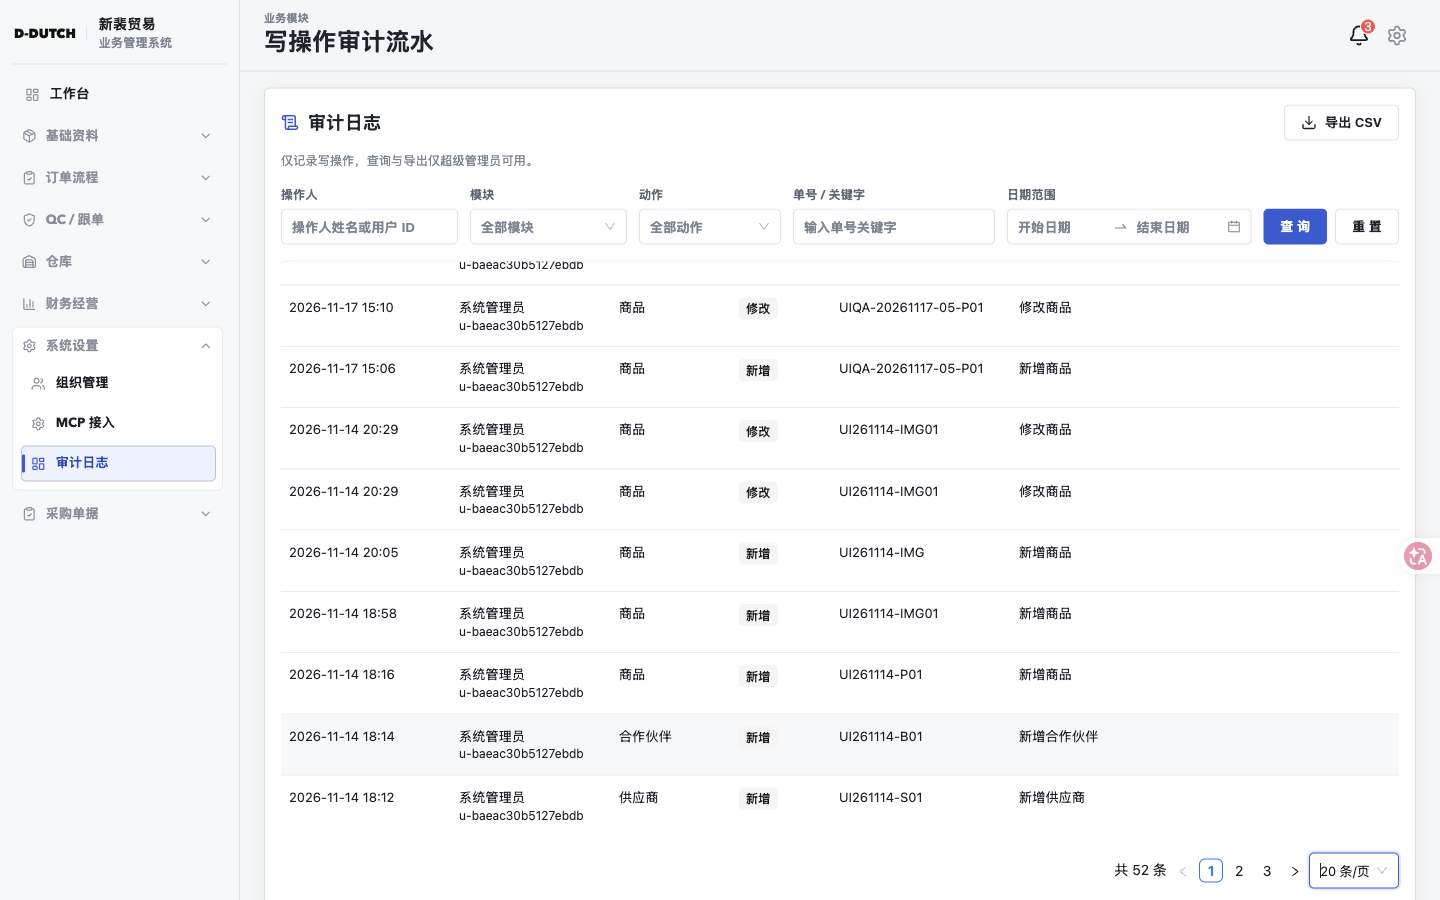 D-DUTCH
新裴贸易
业务管理系统
工作台
基础资料
订单流程
QC / 跟单
仓库
财务经营
系统设置
组织管理
MCP 接入
审计日志
采购单据
业务模块
写操作审计流水
3
审计日志
导出 CSV
仅记录写操作，查询与导出仅超级管理员可用。
操作人 模块 动作 单号 / 关键字 日期范围
操作人姓名或用户 ID 全部模块 全部动作 输入单号关键字 开始日期 结束日期 查 询 重 置
u-baeac30b5127ebdb
2026-11-17 15:10 系统管理员 商品 修改 UIQA-20261117-05-P01 修改商品
u-baeac30b5127ebdb
2026-11-17 15:06 系统管理员 商品 新增 UIQA-20261117-05-P01 新增商品
u-baeac30b5127ebdb
2026-11-14 20:29 系统管理员 商品 修改 UI261114-IMG01 修改商品
u-baeac30b5127ebdb
2026-11-14 20:29 系统管理员 商品 修改 UI261114-IMG01 修改商品
u-baeac30b5127ebdb
2026-11-14 20:05 系统管理员 商品 新增 UI261114-IMG 新增商品
u-baeac30b5127ebdb
2026-11-14 18:58 系统管理员 商品 新增 UI261114-IMG01 新增商品
u-baeac30b5127ebdb
2026-11-14 18:16 系统管理员 商品 新增 UI261114-P01 新增商品
u-baeac30b5127ebdb
2026-11-14 18:14 系统管理员 合作伙伴 新增 UI261114-B01 新增合作伙伴
u-baeac30b5127ebdb
2026-11-14 18:12 系统管理员 供应商 新增 UI261114-S01 新增供应商
u-baeac30b5127ebdb
共 52 条 1 2 3 20 条/页